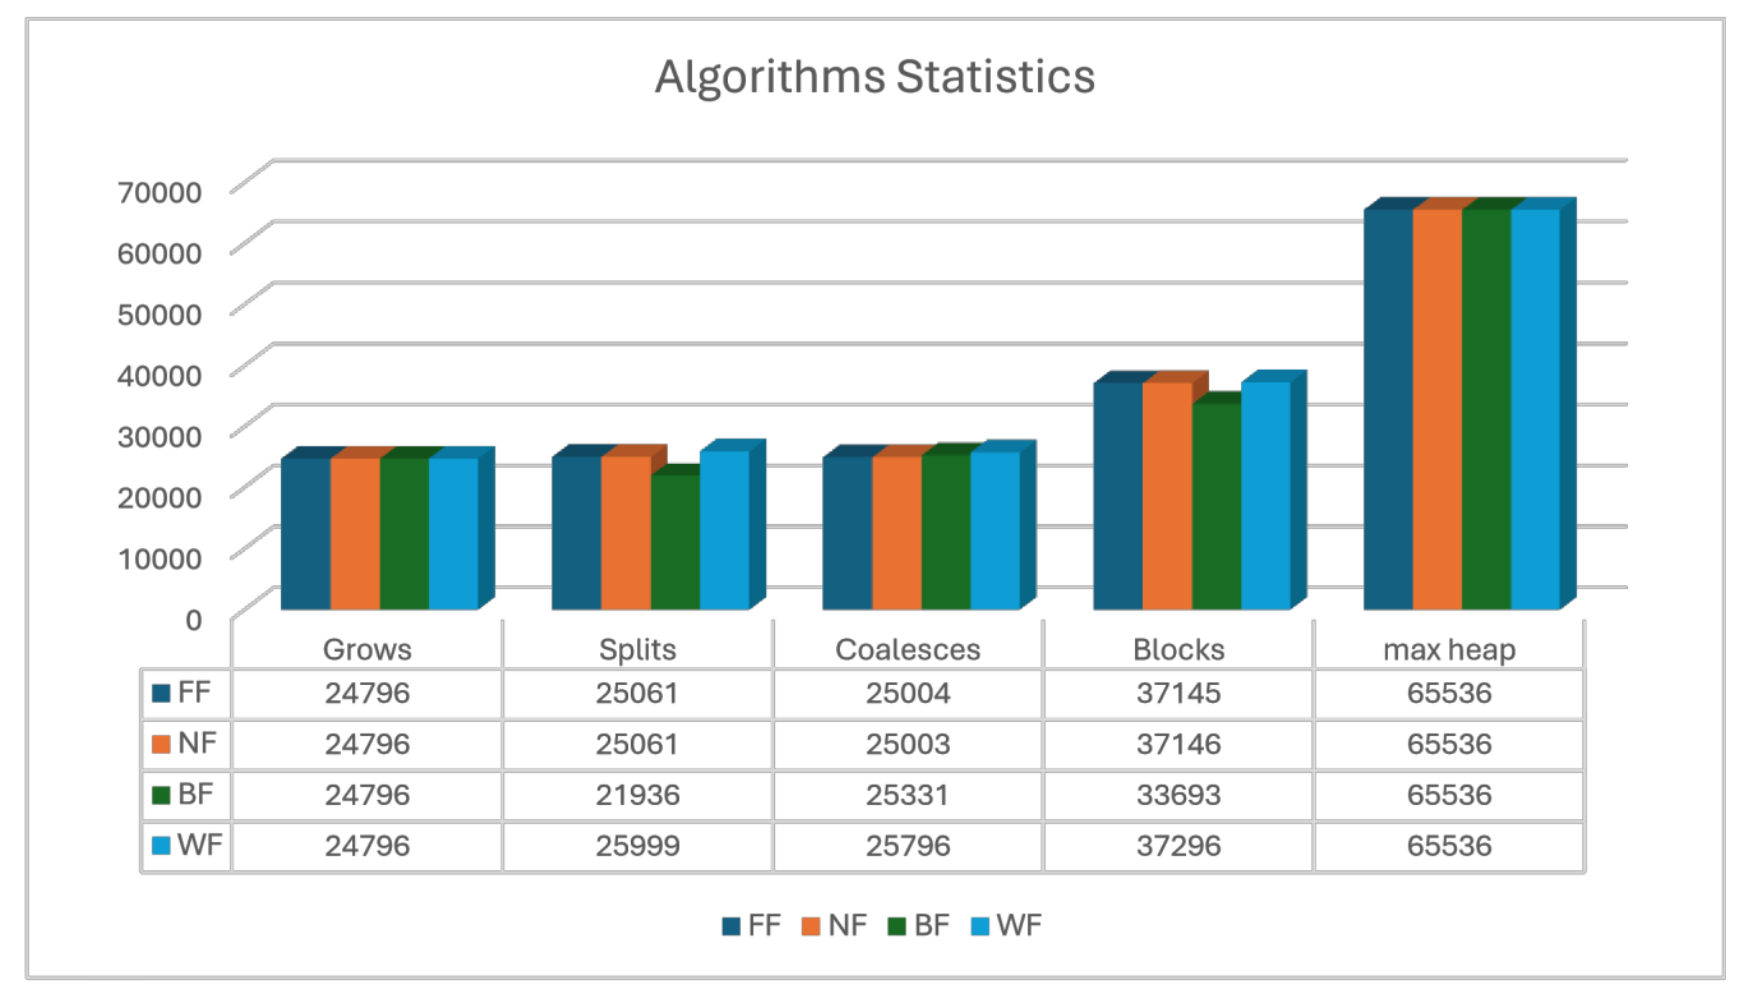 Algorithms Statistics
70000
60000
50000
40000
30000
20000
10000
0
Grows Splits Coalesces Blocks max heap
FF 24796 25061 25004 37145 65536
NF 24796 25061 25003 37146 65536
BF 24796 21936 25331 33693 65536
WF 24796 25999 25796 37296 65536
FF NF BF WF